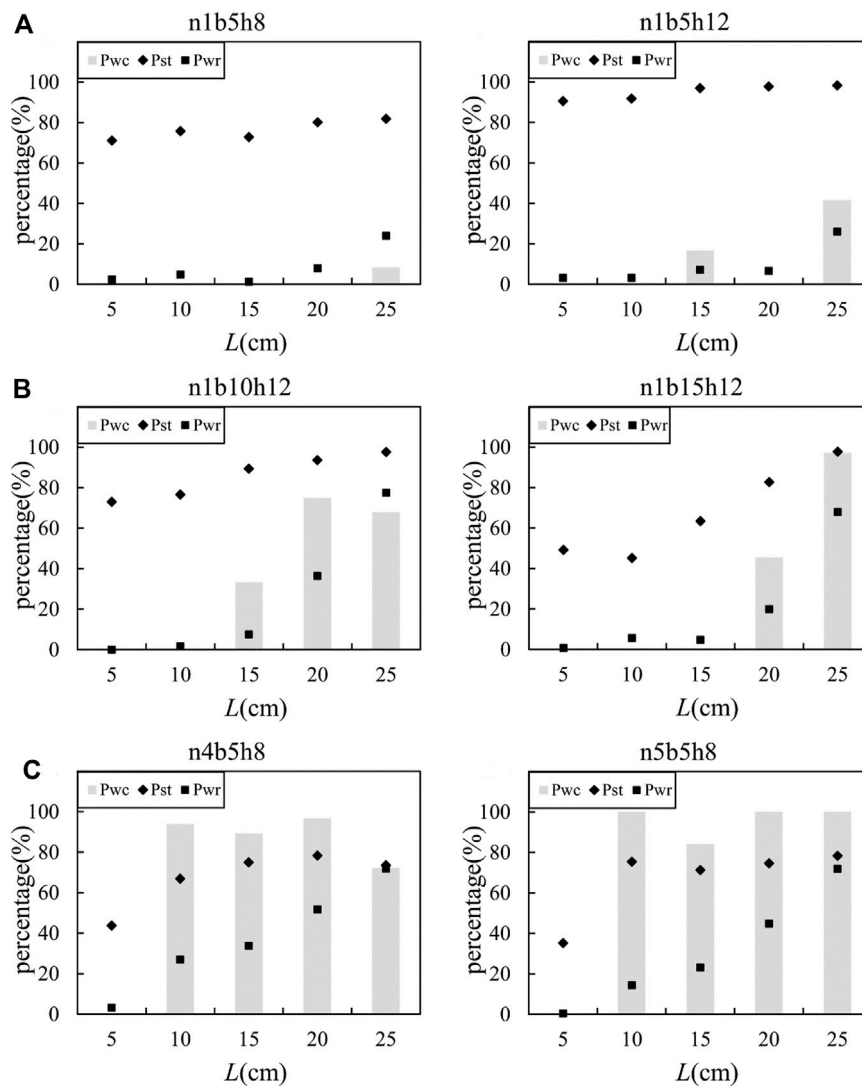 A
n1b5h8
Pwc Pst Pwr
percentage(%)
100
80
60
40
20
0
5 10 15 20 25
L(cm)
n1b5h12
Pwc Pst Pwr
percentage(%)
100
80
60
40
20
0
5 10 15 20 25
L(cm)
B
n1b10h12
Pwc Pst Pwr
percentage(%)
100
80
60
40
20
0
5 10 15 20 25
L(cm)
n1b15h12
Pwc Pst Pwr
percentage(%)
100
80
60
40
20
0
5 10 15 20 25
L(cm)
C
n4b5h8
Pwc Pst Pwr
percentage(%)
100
80
60
40
20
0
5 10 15 20 25
L(cm)
n5b5h8
Pwc Pst Pwr
percentage(%)
100
80
60
40
20
0
5 10 15 20 25
L(cm)